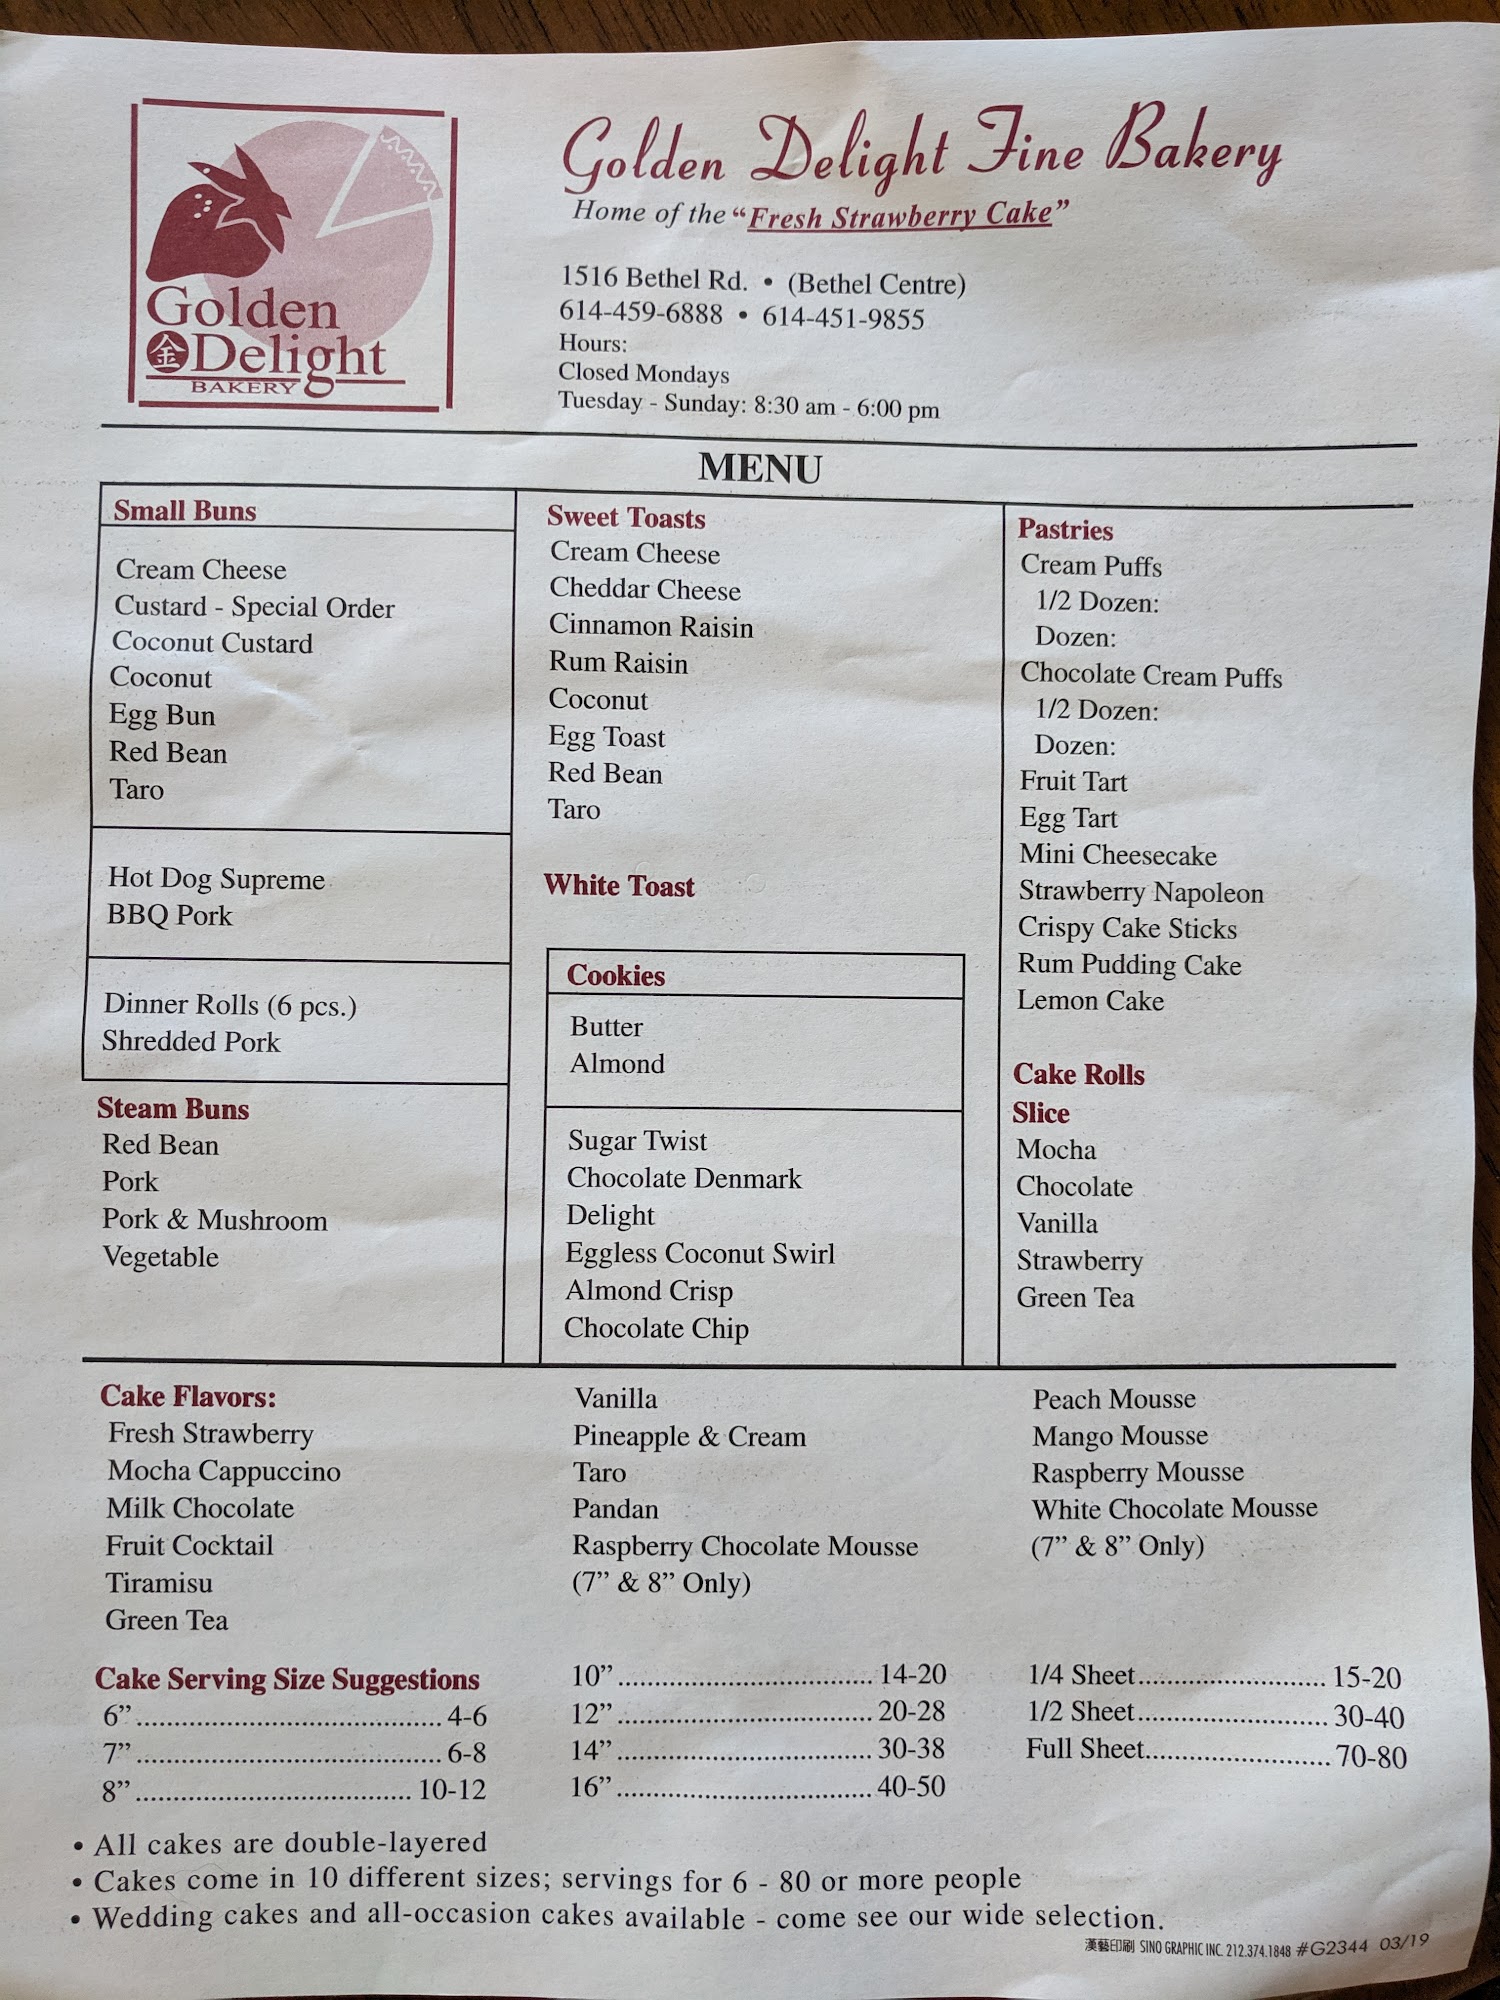 Golden
金Delight
BAKERY
Golden Delight Fine Bakery
Home of the “Fresh Strawberry Cake”
1516 Bethel Rd. • (Bethel Centre)
614-459-6888 • 614-451-9855
Hours:
Closed Mondays
Tuesday - Sunday: 8:30 am - 6:00 pm
MENU
Small Buns
Cream Cheese
Custard - Special Order
Coconut Custard
Coconut
Egg Bun
Red Bean
Taro
Hot Dog Supreme
BBQ Pork
Dinner Rolls (6 pcs.)
Shredded Pork
Steam Buns
Red Bean
Pork
Pork & Mushroom
Vegetable
Sweet Toasts
Cream Cheese
Cheddar Cheese
Cinnamon Raisin
Rum Raisin
Coconut
Egg Toast
Red Bean
Taro
White Toast
Cookies
Butter
Almond
Sugar Twist
Chocolate Denmark
Delight
Eggless Coconut Swirl
Almond Crisp
Chocolate Chip
Pastries
Cream Puffs
1/2 Dozen:
Dozen:
Chocolate Cream Puffs
1/2 Dozen:
Dozen:
Fruit Tart
Egg Tart
Mini Cheesecake
Strawberry Napoleon
Crispy Cake Sticks
Rum Pudding Cake
Lemon Cake
Cake Rolls
Slice
Mocha
Chocolate
Vanilla
Strawberry
Green Tea
Cake Flavors:
Fresh Strawberry
Mocha Cappuccino
Milk Chocolate
Fruit Cocktail
Tiramisu
Green Tea
Vanilla
Pineapple & Cream
Taro
Pandan
Raspberry Chocolate Mousse
(7” & 8” Only)
Peach Mousse
Mango Mousse
Raspberry Mousse
White Chocolate Mousse
(7” & 8” Only)
Cake Serving Size Suggestions
6”........................................ 4-6
7”........................................ 6-8
8”.................................... 10-12
10”.................................. 14-20
12”.................................. 20-28
14”.................................. 30-38
16”.................................. 40-50
1/4 Sheet......................... 15-20
1/2 Sheet......................... 30-40
Full Sheet......................... 70-80
• All cakes are double-layered
• Cakes come in 10 different sizes; servings for 6 - 80 or more people
• Wedding cakes and all-occasion cakes available - come see our wide selection.
漢藝印刷 SINO GRAPHIC INC. 212.374.1848 #G2344 03/19